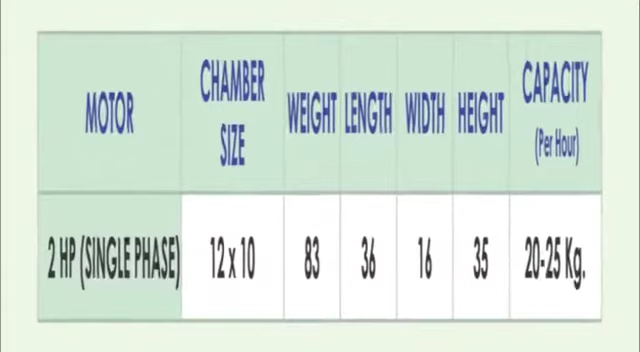 MOTOR
CHAMBER
SIZE
WEIGHT
LENGTH
WIDTH
HEIGHT
CAPACITY
(Per Hour)
2 HP (SINGLE PHASE)
12 x 10
83
36
16
35
20-25 Kg.